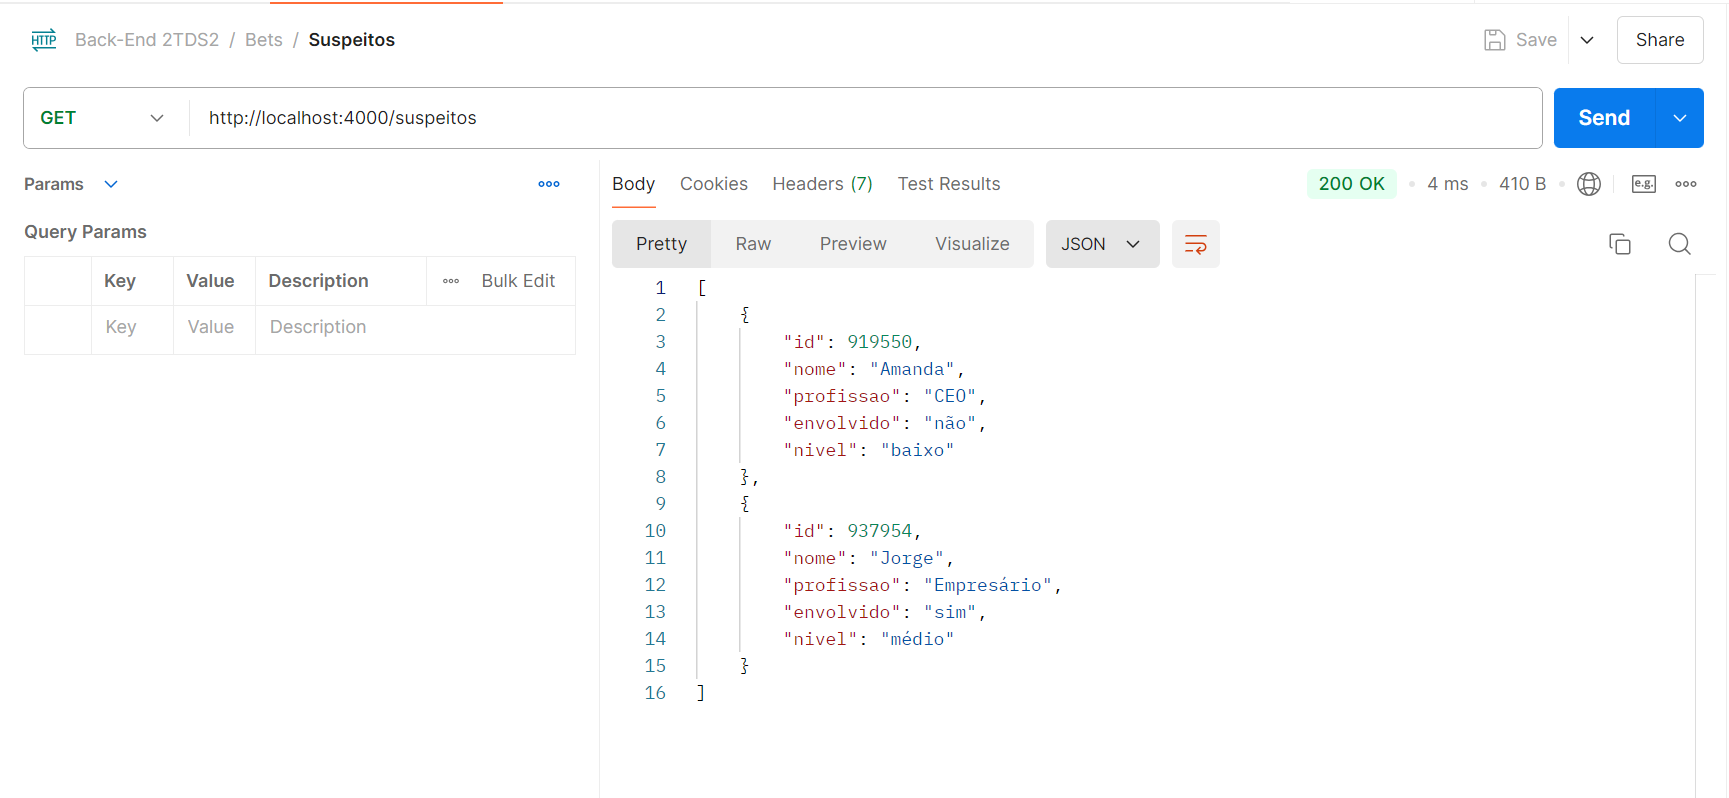 HTTP Back-End 2TDS2 / Bets / Suspeitos Save Share
GET http://localhost:4000/suspeitos Send
Params
Query Params
Key Value Description Bulk Edit
Key Value Description
Body Cookies Headers (7) Test Results 200 OK 4 ms 410 B e.g.
Pretty Raw Preview Visualize JSON
1 [
2 {
3 "id": 919550,
4 "nome": "Amanda",
5 "profissao": "CEO",
6 "envolvido": "não",
7 "nivel": "baixo"
8 },
9 {
10 "id": 937954,
11 "nome": "Jorge",
12 "profissao": "Empresário",
13 "envolvido": "sim",
14 "nivel": "médio"
15 }
16 ]